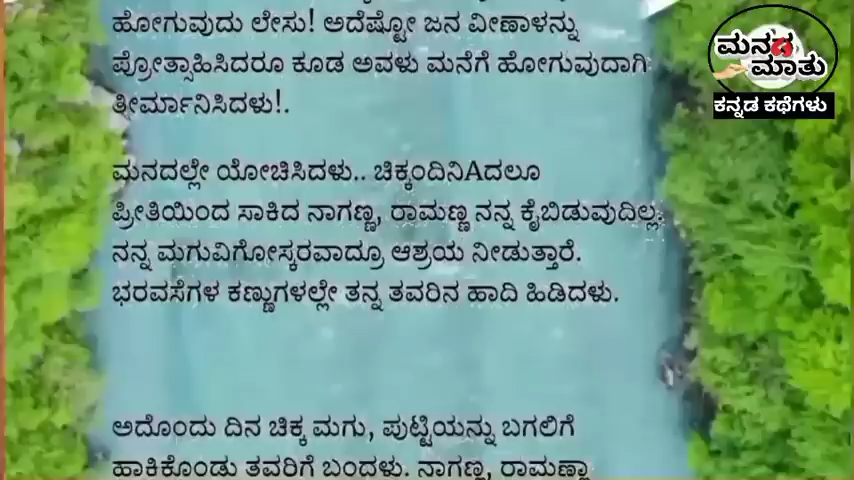 ಹೋಗುವುದು ಲೇಸು! ಅದೆಷ್ಟೋ ಜನ ವೀಣಾಳನ್ನು
ಪ್ರೋತ್ಸಾಹಿಸಿದರೂ ಕೂಡ ಅವಳು ಮನೆಗೆ ಹೋಗುವುದಾಗಿ
ತೀರ್ಮಾನಿಸಿದಳು!.
ಮನದಲ್ಲೇ ಯೋಚಿಸಿದಳು.. ಚಿಕ್ಕಂದಿನಿAದಲೂ
ಪ್ರೀತಿಯಿಂದ ಸಾಕಿದ ನಾಗಣ್ಣ, ರಾಮಣ್ಣ ನನ್ನ ಕೈಬಿಡುವುದಿಲ್ಲ.
ನನ್ನ ಮಗುವಿಗೋಸ್ಕರವಾದ್ರೂ ಆಶ್ರಯ ನೀಡುತ್ತಾರೆ.
ಭರವಸೆಗಳ ಕಣ್ಣುಗಳಲ್ಲೇ ತನ್ನ ತವರಿನ ಹಾದಿ ಹಿಡಿದಳು.
ಅದೊಂದು ದಿನ ಚಿಕ್ಕ ಮಗು, ಪುಟ್ಟಿಯನ್ನು ಬಗಲಿಗೆ
ಹಾಕಿಕೊಂಡು ತವರಿಗೆ ಬಂದಳು. ನಾಗಣ್ಣ, ರಾಮಣ್ಣಾ
ಮನದ
ಮಾತು
ಕನ್ನಡ ಕಥೆಗಳು